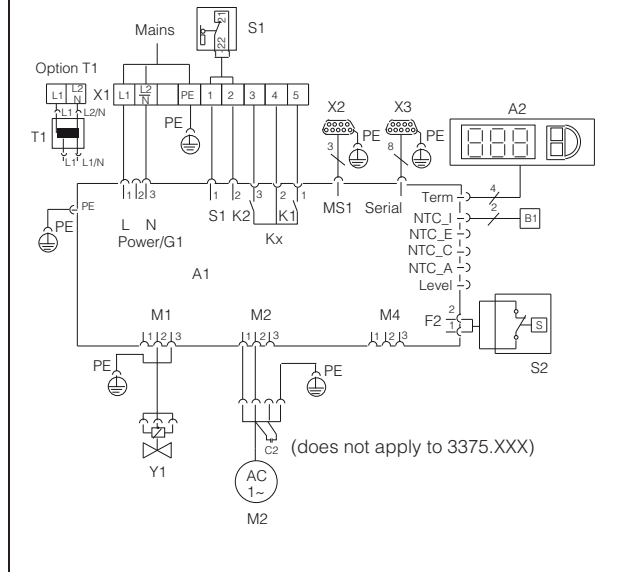 21
S1
22
Mains
Option T1
L1 L2 N
X1 L1 L2/N PE 1 2 3 4 5
X2 X3 A2
L1 L2/N
T1
PE
PE PE
3 8
L1 L1/N
PE
1 2 3 1 2 3 2 1
Term 4
PE
L N S1 K2 K1 MS1 Serial
NTC_I 2 B1
Power/G1 Kx
NTC_E
NTC_C
A1
NTC_A
Level
M1 M2 M4
F2 2
1
S
1 2 3 1 2 3 1 2 3
S2
PE PE
C2 (does not apply to 3375.XXX)
Y1
AC
1~
M2